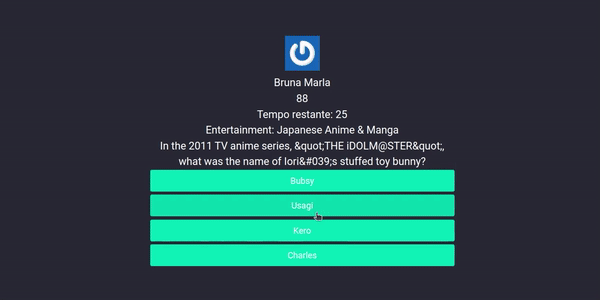 Bruna Marla
88
Tempo restante: 25
Entertainment: Japanese Anime & Manga
In the 2011 TV anime series, &quot;THE iDOLM@STER&quot;,
what was the name of Iori&#039;s stuffed toy bunny?
Bubsy
Usagi
Kero
Charles